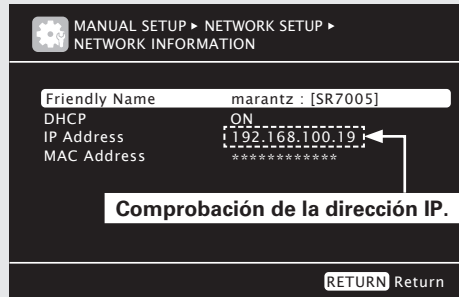 MANUAL SETUP ▸ NETWORK SETUP ▸
NETWORK INFORMATION
Friendly Name marantz : [SR7005]
DHCP ON
IP Address 192.168.100.19
MAC Address ************
Comprobación de la dirección IP.
RETURN Return